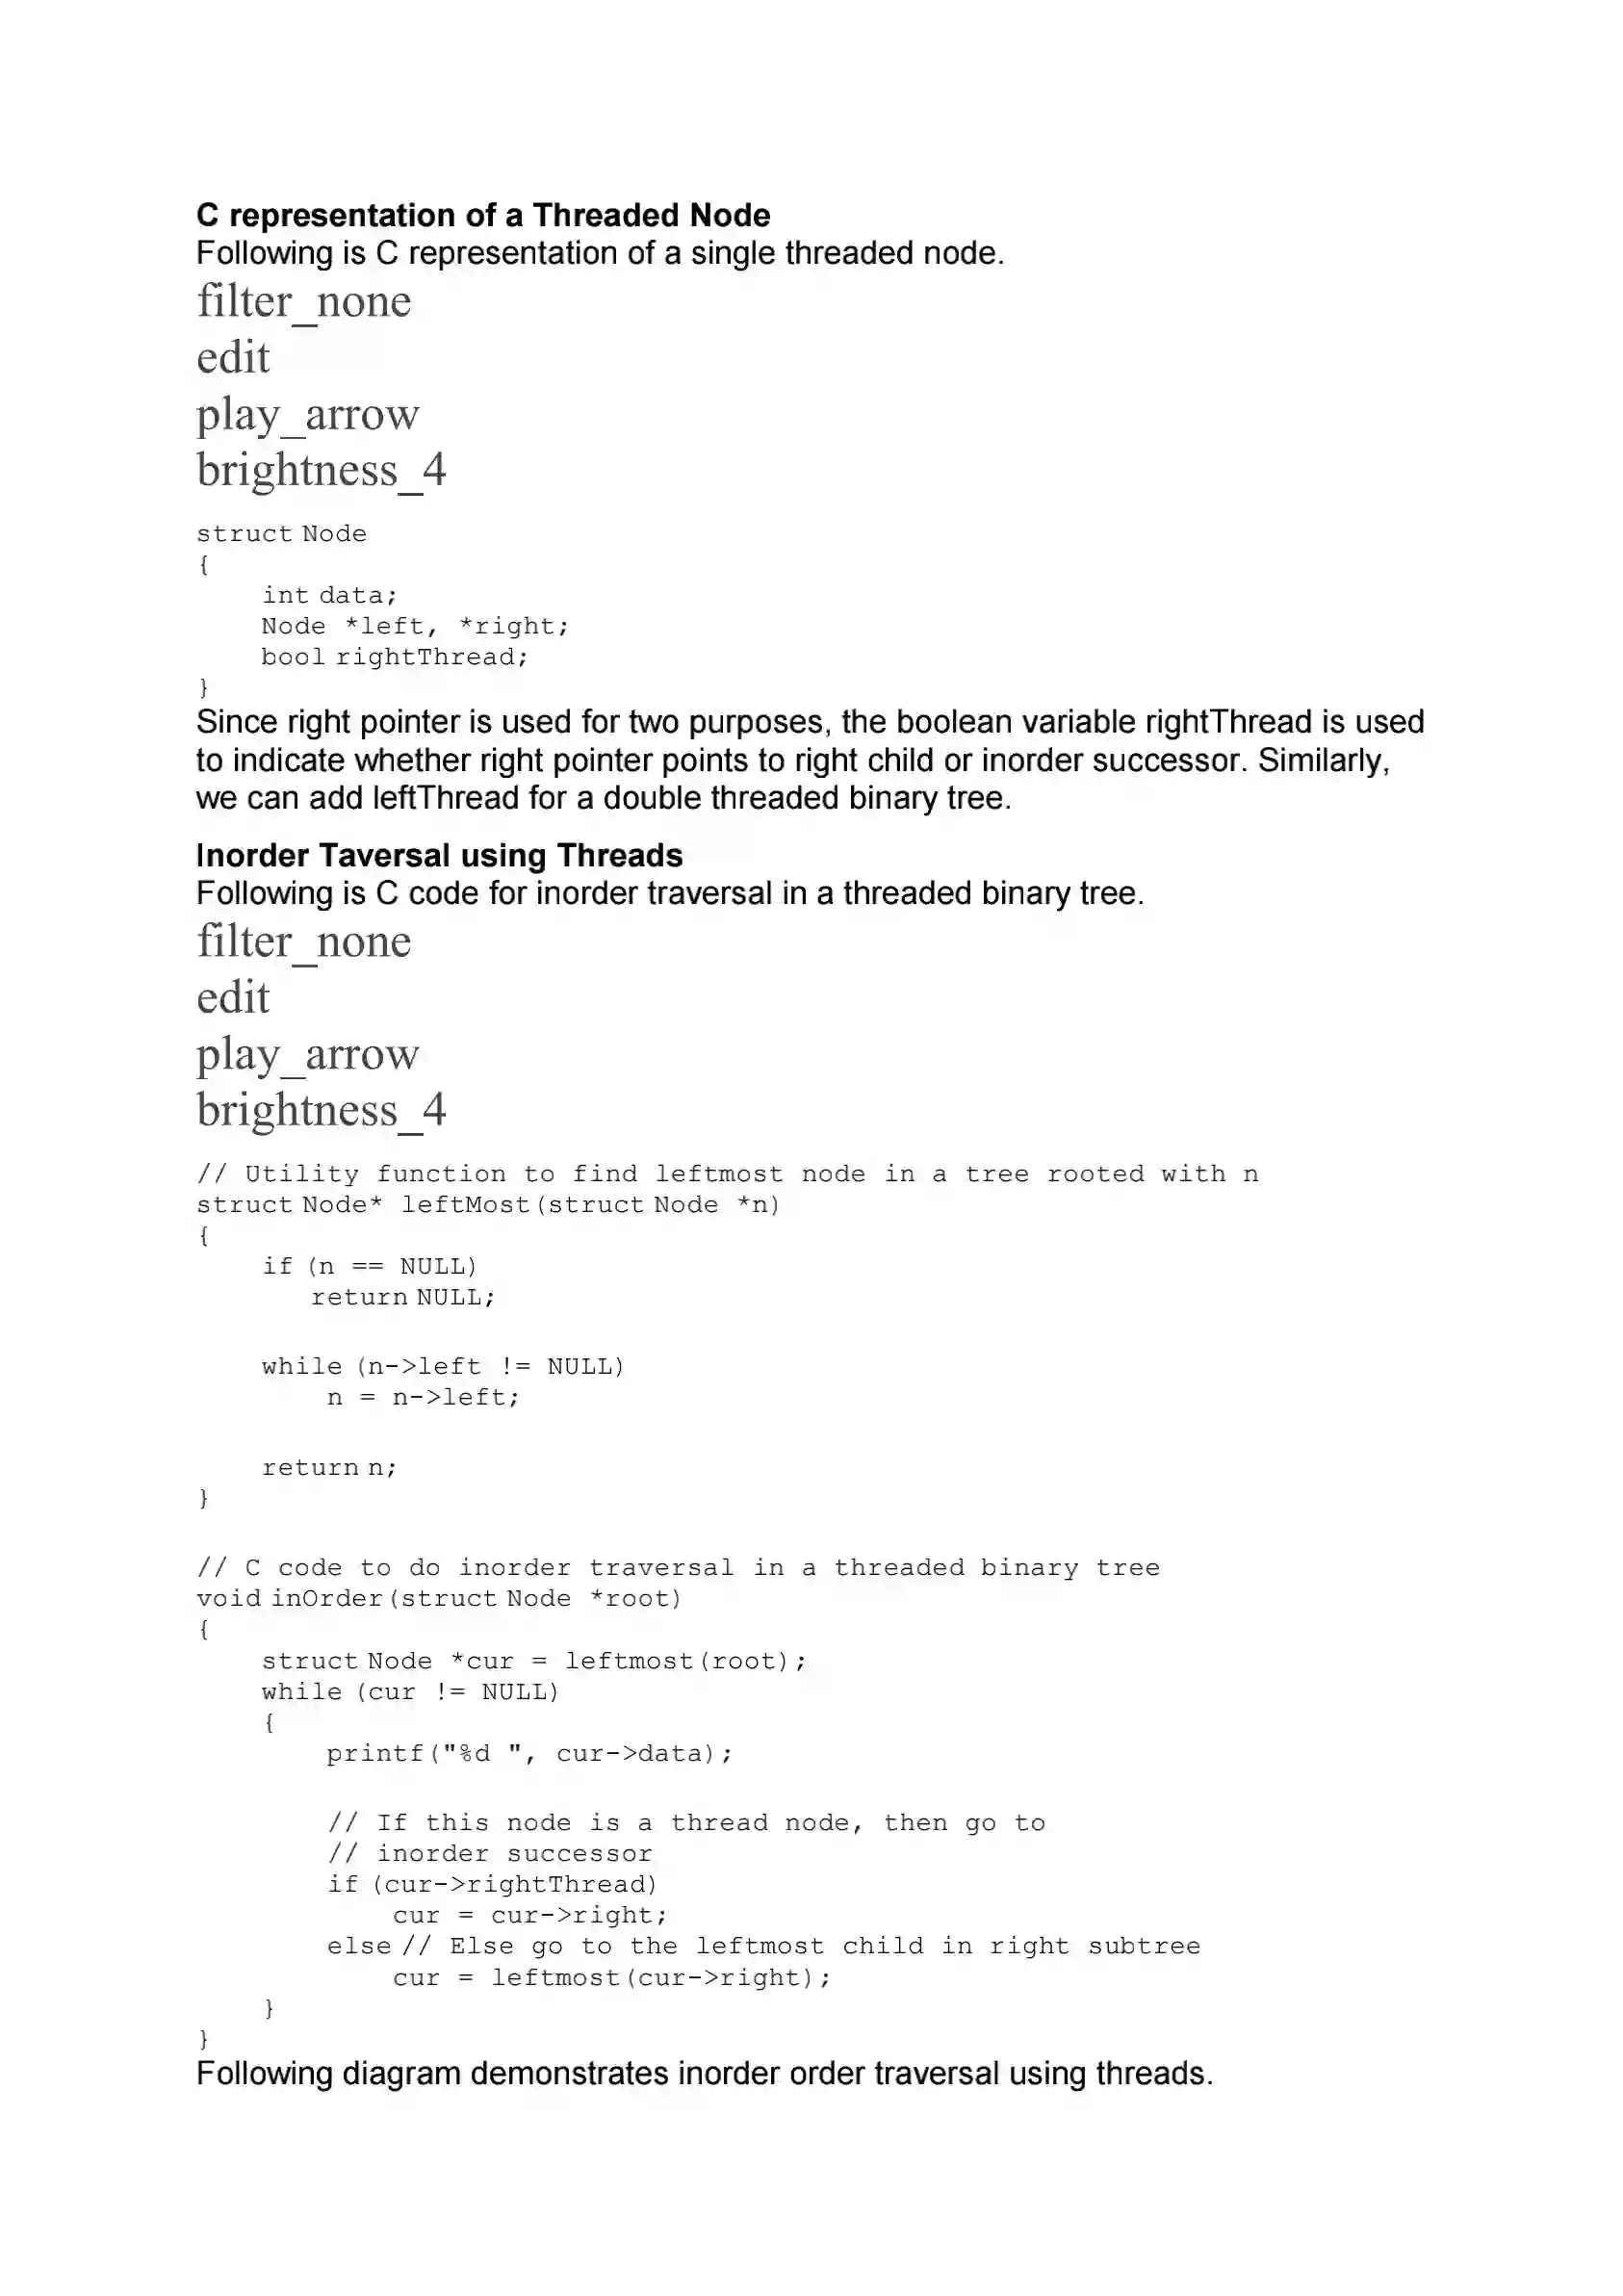 C representation of a Threaded Node
Following is C representation of a single threaded node.
filter_none
edit
play_arrow
brightness_4
struct Node
{
    int data;
    Node *left, *right;
    bool rightThread;
}
Since right pointer is used for two purposes, the boolean variable rightThread is used
to indicate whether right pointer points to right child or inorder successor. Similarly,
we can add leftThread for a double threaded binary tree.
Inorder Taversal using Threads
Following is C code for inorder traversal in a threaded binary tree.
filter_none
edit
play_arrow
brightness_4
// Utility function to find leftmost node in a tree rooted with n
struct Node* leftMost(struct Node *n)
{
    if (n == NULL)
       return NULL;
    while (n->left != NULL)
        n = n->left;
    return n;
}
// C code to do inorder traversal in a threaded binary tree
void inOrder(struct Node *root)
{
    struct Node *cur = leftmost(root);
    while (cur != NULL)
    {
        printf("%d ", cur->data);
        // If this node is a thread node, then go to
        // inorder successor
        if (cur->rightThread)
            cur = cur->right;
        else // Else go to the leftmost child in right subtree
            cur = leftmost(cur->right);
    }
}
Following diagram demonstrates inorder order traversal using threads.